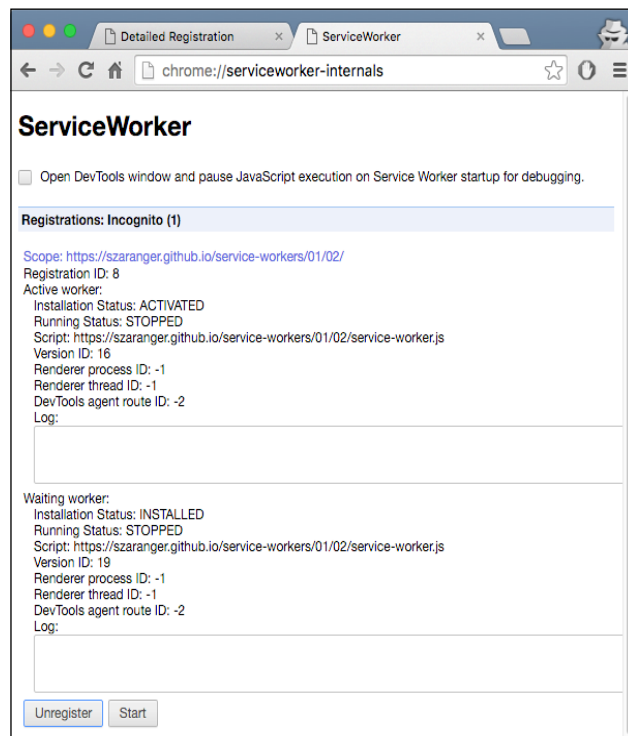 Detailed Registration
ServiceWorker
chrome://serviceworker-internals
ServiceWorker
Open DevTools window and pause JavaScript execution on Service Worker startup for debugging.
Registrations: Incognito (1)
Scope: https://szaranger.github.io/service-workers/01/02/
Registration ID: 8
Active worker:
Installation Status: ACTIVATED
Running Status: STOPPED
Script: https://szaranger.github.io/service-workers/01/02/service-worker.js
Version ID: 16
Renderer process ID: -1
Renderer thread ID: -1
DevTools agent route ID: -2
Log:
Waiting worker:
Installation Status: INSTALLED
Running Status: STOPPED
Script: https://szaranger.github.io/service-workers/01/02/service-worker.js
Version ID: 19
Renderer process ID: -1
Renderer thread ID: -1
DevTools agent route ID: -2
Log:
Unregister Start